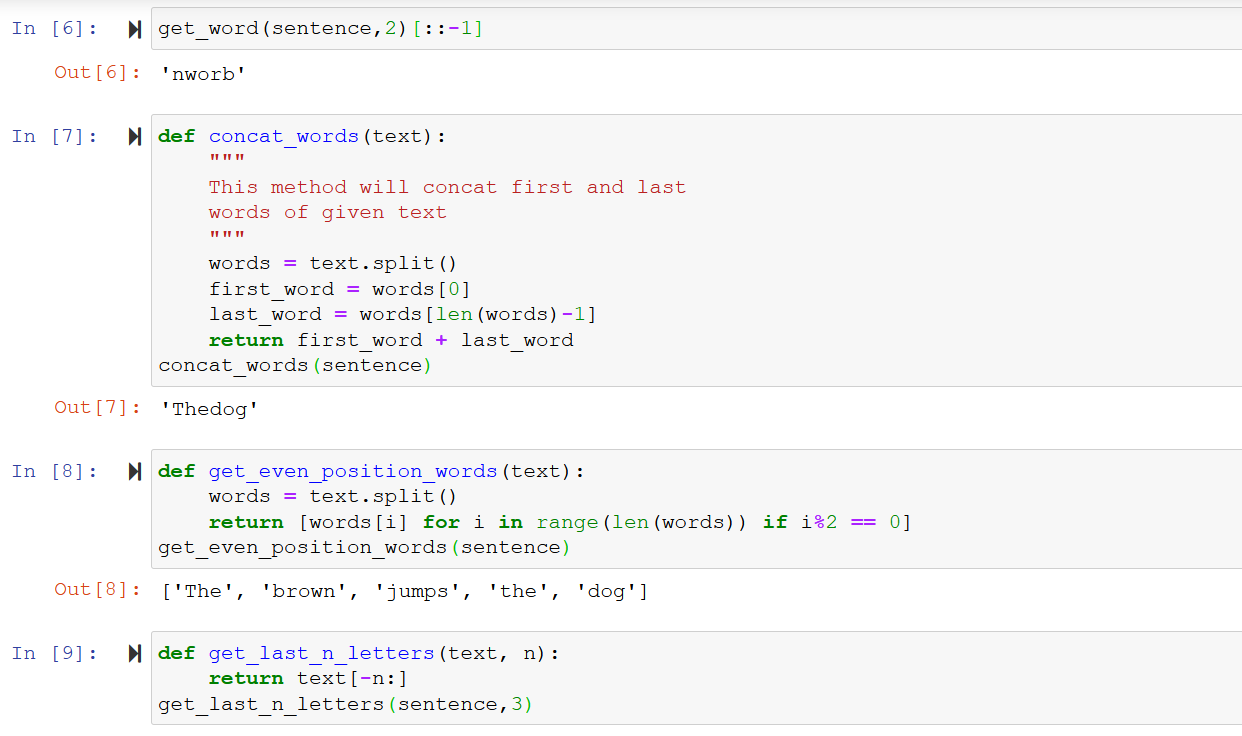 In [6]: get_word(sentence,2)[::-1]
Out[6]: 'nworb'
In [7]: def concat_words(text):
    """
    This method will concat first and last
    words of given text
    """
    words = text.split()
    first_word = words[0]
    last_word = words[len(words)-1]
    return first_word + last_word
concat_words(sentence)
Out[7]: 'Thedog'
In [8]: def get_even_position_words(text):
    words = text.split()
    return [words[i] for i in range(len(words)) if i%2 == 0]
get_even_position_words(sentence)
Out[8]: ['The', 'brown', 'jumps', 'the', 'dog']
In [9]: def get_last_n_letters(text, n):
    return text[-n:]
get_last_n_letters(sentence,3)